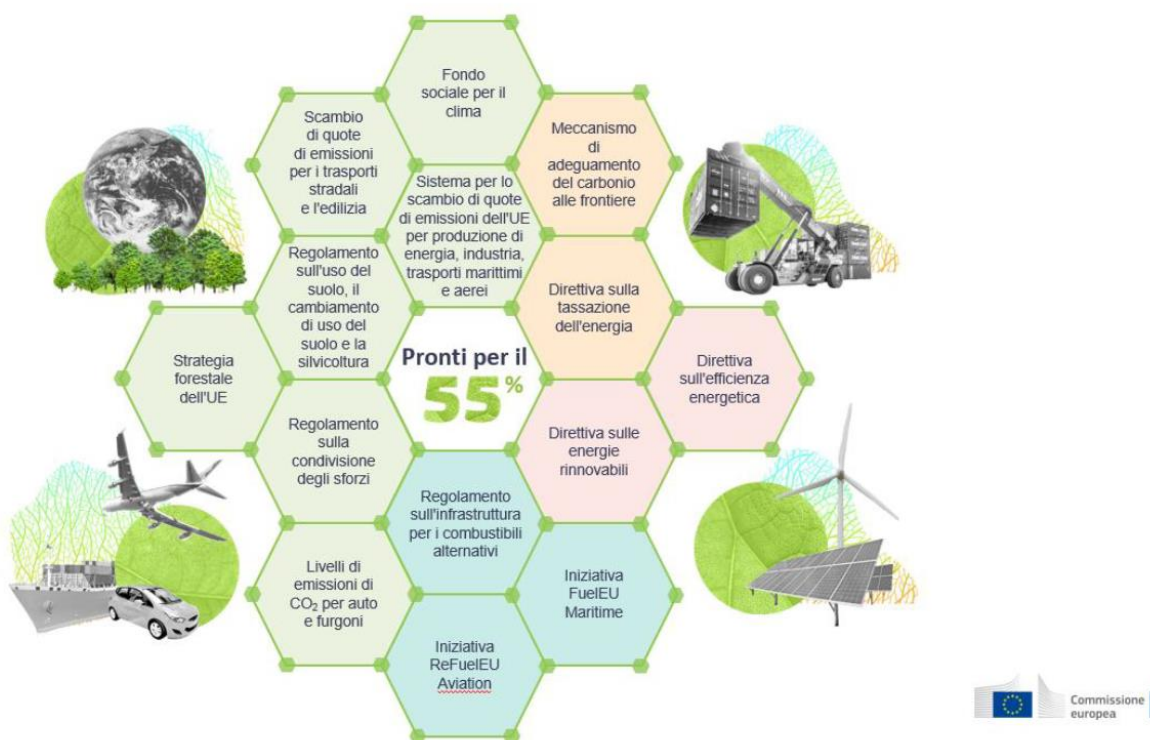 Fondo
sociale per il
clima
Scambio
di quote
di emissioni
per i trasporti
stradali
e l'edilizia
Meccanismo
di
adeguamento
del carbonio
alle frontiere
Sistema per lo
scambio di quote
di emissioni dell'UE
per produzione di
energia, industria,
trasporti marittimi
e aerei
Regolamento
sull'uso del
suolo, il
cambiamento
di uso del
suolo e la
silvicoltura
Direttiva sulla
tassazione
dell'energia
Strategia
forestale
dell'UE
Pronti per il
55%
Direttiva
sull'efficienza
energetica
Regolamento
sulla
condivisione
degli sforzi
Direttiva sulle
energie
rinnovabili
Regolamento
sull'infrastruttura
per i combustibili
alternativi
Livelli di
emissioni di
CO₂ per auto
e furgoni
Iniziativa
FuelEU
Maritime
Iniziativa
ReFuelEU
Aviation
Commissione
europea